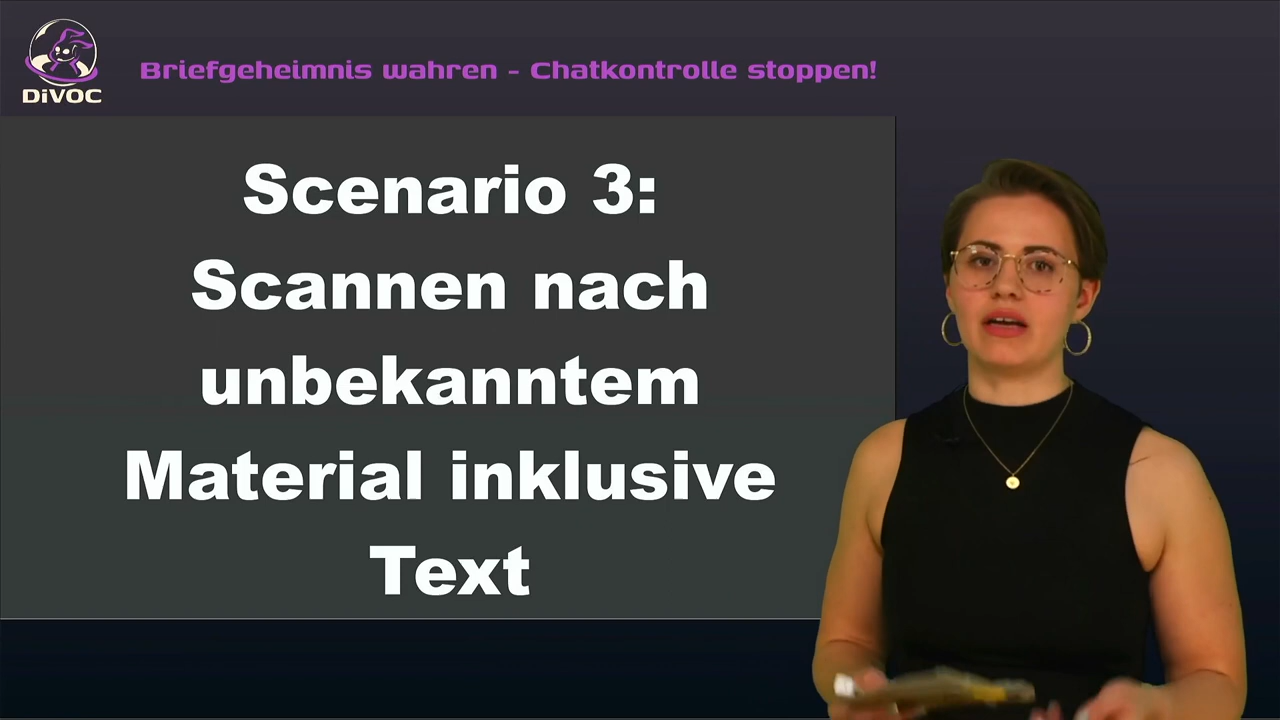 DiVOC
Briefgeheimnis wahren - Chatkontrolle stoppen!
Scenario 3:
Scannen nach
unbekanntem
Material inklusive
Text